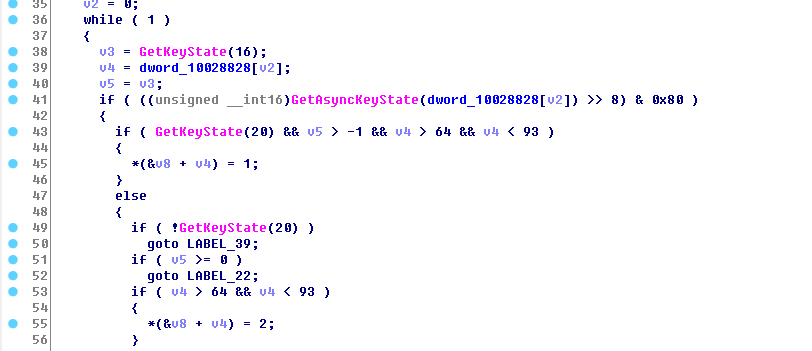 35 v2 = 0;
36 while ( 1 )
37 {
38 v3 = GetKeyState(16);
39 v4 = dword_10028828[v2];
40 v5 = v3;
41 if ( ((unsigned __int16)GetAsyncKeyState(dword_10028828[v2]) >> 8) & 0x80 )
42 {
43 if ( GetKeyState(20) && v5 > -1 && v4 > 64 && v4 < 93 )
44 {
45 *(&v8 + v4) = 1;
46 }
47 else
48 {
49 if ( !GetKeyState(20) )
50 goto LABEL_39;
51 if ( v5 >= 0 )
52 goto LABEL_22;
53 if ( v4 > 64 && v4 < 93 )
54 {
55 *(&v8 + v4) = 2;
56 }